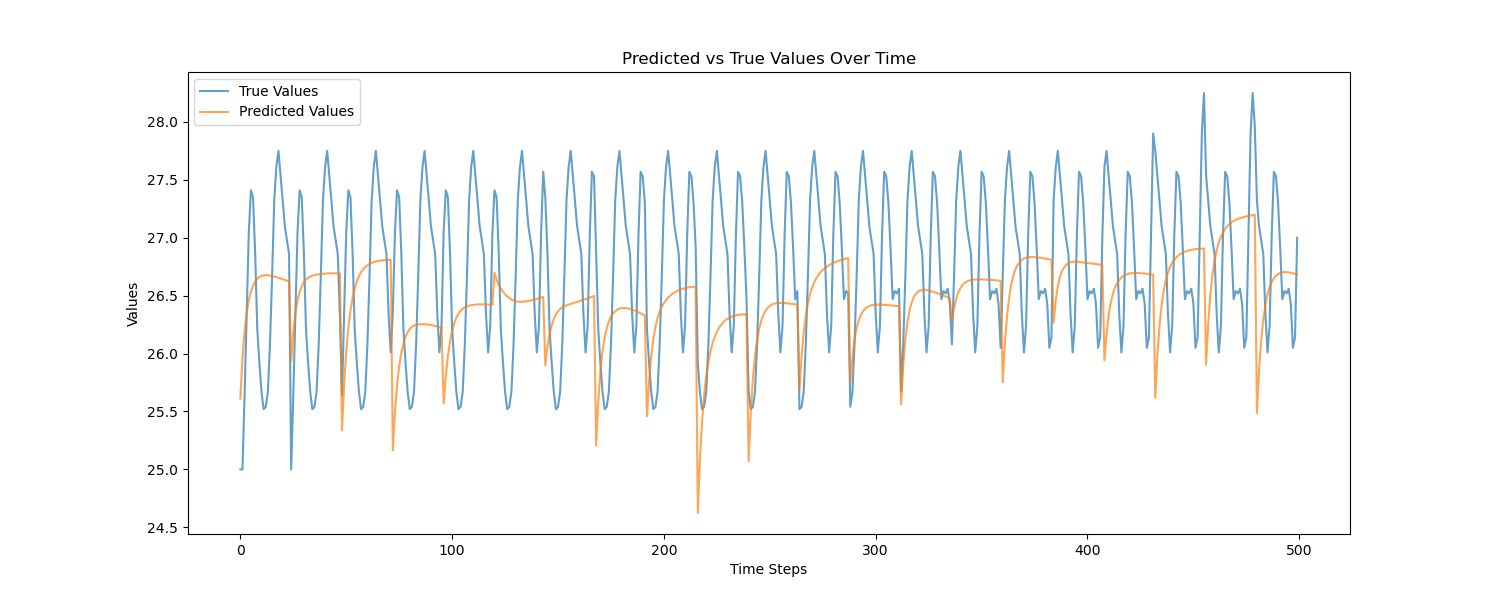 Predicted vs True Values Over Time
True Values
Predicted Values
Values
28.0
27.5
27.0
26.5
26.0
25.5
25.0
24.5
0
100
200
300
400
500
Time Steps